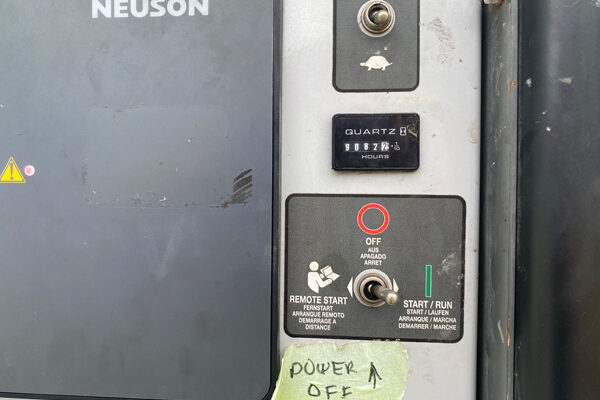 NEUSON
QUARTZ
HOURS
OFF
AUS
APAGADO
ARRET
REMOTE START
FERNSTART
ARRANQUE REMOTO
DEMARRAGE A
DISTANCE
START / RUN
START / LAUFEN
ARRANQUE / MARCHA
DEMARRER / MARCHE
POWER ↑
OFF